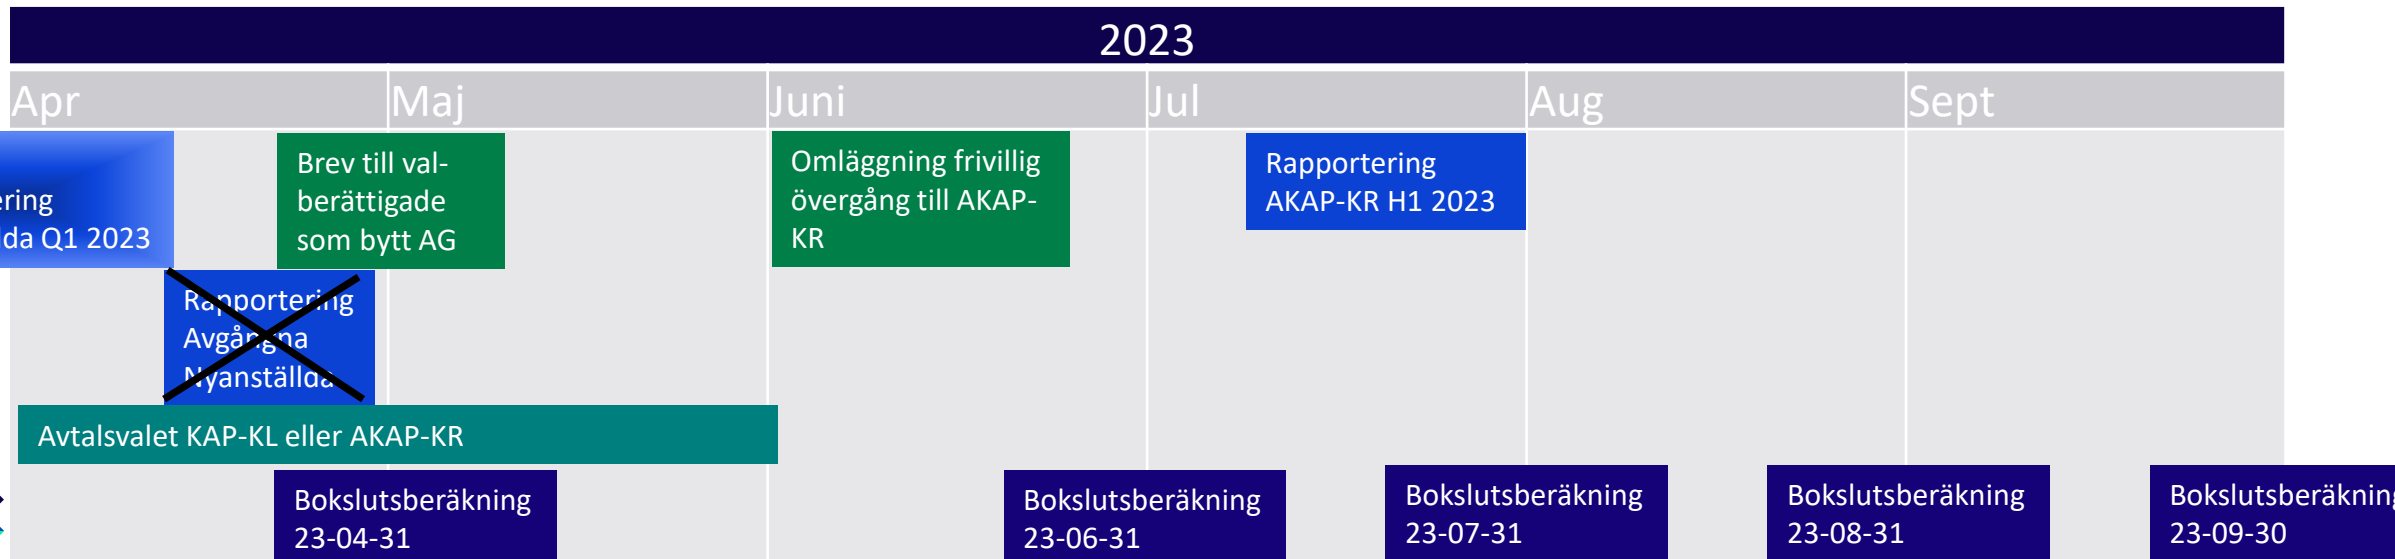 2023
Apr
Maj
Juni
Jul
Aug
Sept
ering
da Q1 2023
Brev till val-
berättigade
som bytt AG
Omläggning frivillig
övergång till AKAP-
KR
Rapportering
AKAP-KR H1 2023
Rapportering
Avgångna
Nyanställda
Avtalsvalet KAP-KL eller AKAP-KR
Bokslutsberäkning
23-04-31
Bokslutsberäkning
23-06-31
Bokslutsberäkning
23-07-31
Bokslutsberäkning
23-08-31
Bokslutsberäkning
23-09-30